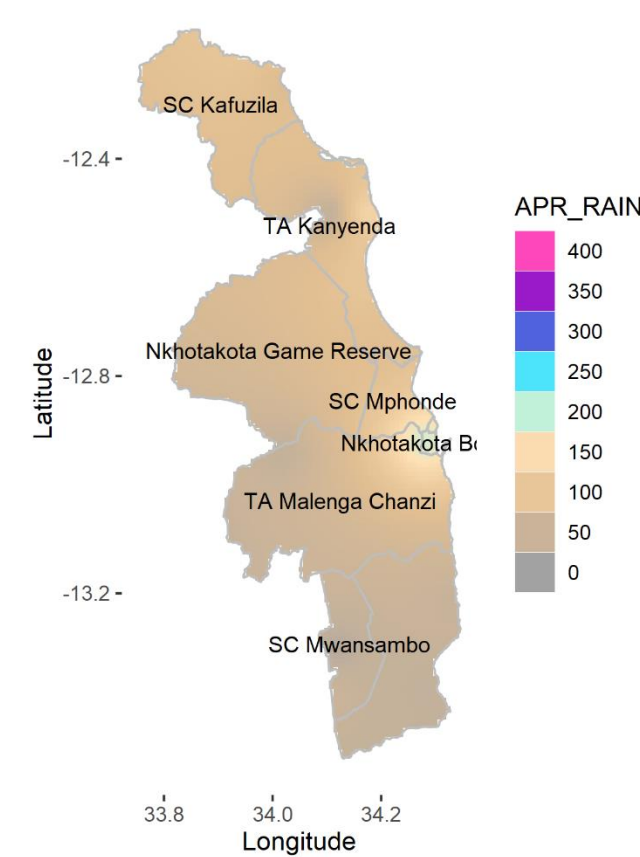 SC Kafuzila
-12.4
APR_RAIN
TA Kanyenda
400
350
300
Nkhotakota Game Reserve
-12.8
250
SC Mphonde
200
Nkhotakota Bo
150
100
TA Malenga Chanzi
50
0
-13.2
SC Mwansambo
33.8 34.0 34.2
Longitude
Latitude